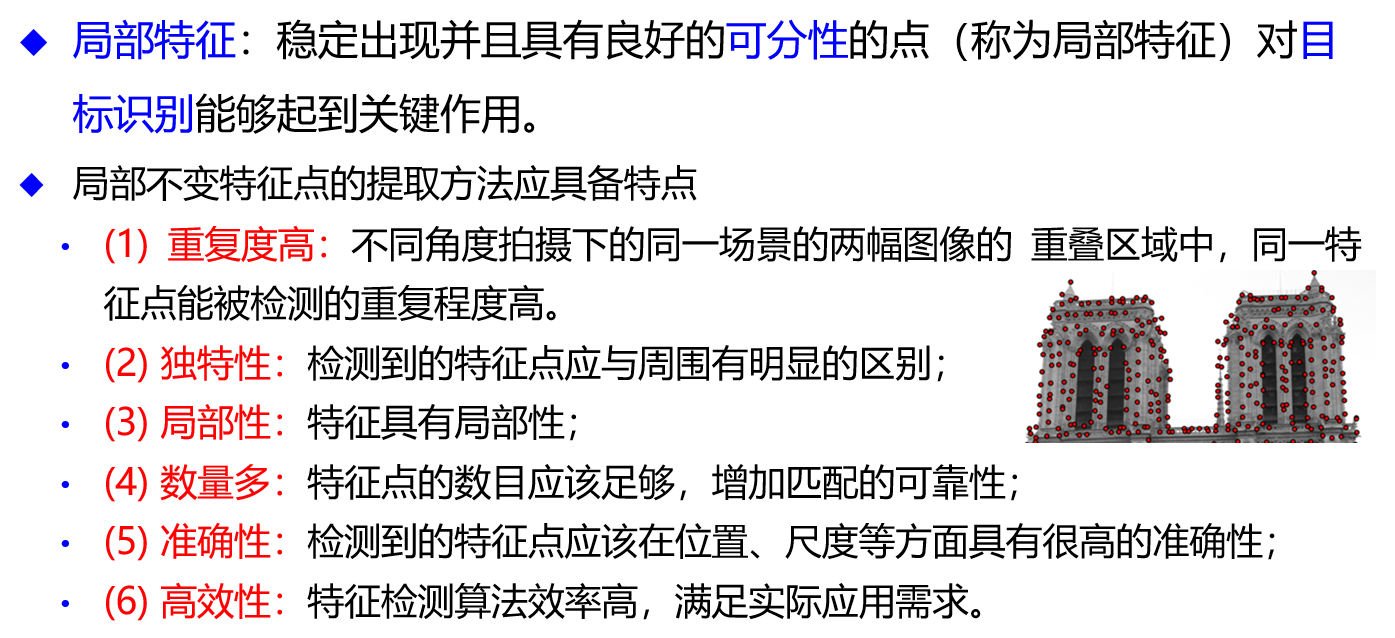 ◆ 局部特征：稳定出现并且具有良好的可分性的点（称为局部特征）对目
标识别能够起到关键作用。
◆ 局部不变特征点的提取方法应具备特点
• (1) 重复度高：不同角度拍摄下的同一场景的两幅图像的 重叠区域中，同一特
征点能被检测的重复程度高。
• (2) 独特性：检测到的特征点应与周围有明显的区别；
• (3) 局部性：特征具有局部性；
• (4) 数量多：特征点的数目应该足够，增加匹配的可靠性；
• (5) 准确性：检测到的特征点应该在位置、尺度等方面具有很高的准确性；
• (6) 高效性：特征检测算法效率高，满足实际应用需求。